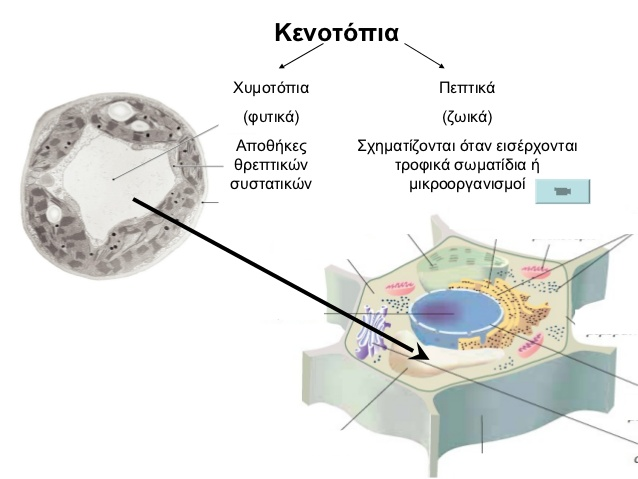 Κενοτόπια
Χυμοτόπια
(φυτικά)
Αποθήκες
θρεπτικών
συστατικών
Πεπτικά
(ζωικά)
Σχηματίζονται όταν εισέρχονται
τροφικά σωματίδια ή
μικροοργανισμοί